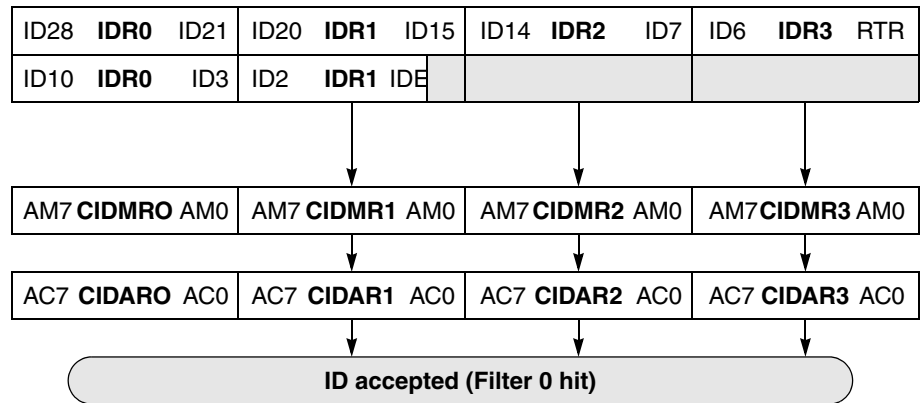 ID28 IDR0 ID21 ID20 IDR1 ID15 ID14 IDR2 ID7 ID6 IDR3 RTR
ID10 IDR0 ID3 ID2 IDR1 IDE
AM7 CIDMRO AM0 AM7 CIDMR1 AM0 AM7 CIDMR2 AM0 AM7 CIDMR3 AM0
AC7 CIDARO AC0 AC7 CIDAR1 AC0 AC7 CIDAR2 AC0 AC7 CIDAR3 AC0
ID accepted (Filter 0 hit)